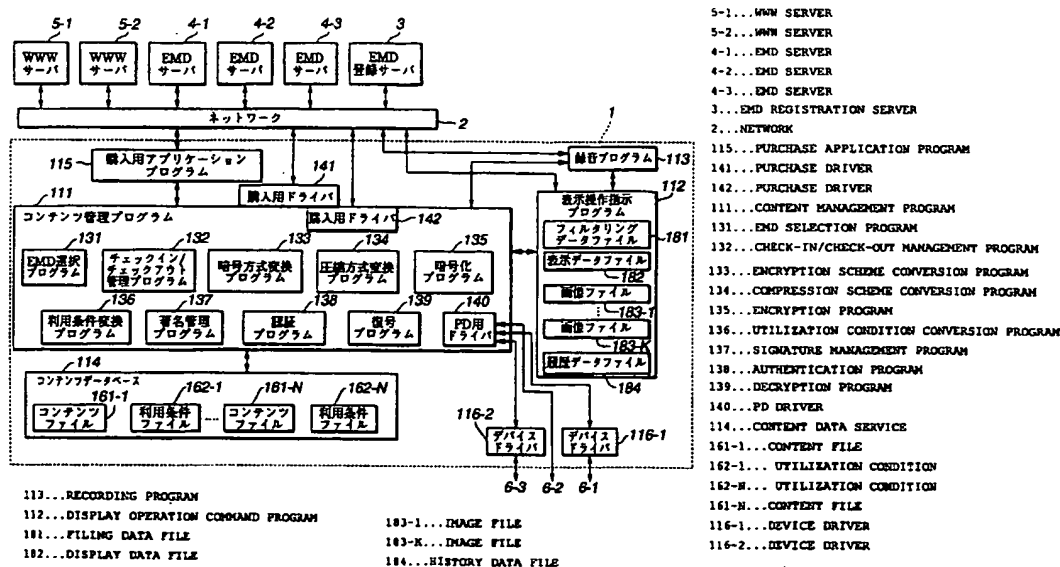 5-1
5-2
4-1
4-2
4-3
3
WWW
サーバ
WWW
サーバ
EMD
サーバ
EMD
サーバ
EMD
サーバ
EMD
登録サーバ
ネットワーク
2
1
115
購入用アプリケーション
プログラム
141
購入用ドライバ
録音プログラム
113
111
コンテンツ管理プログラム
購入用ドライバ
142
112
表示操作指示
プログラム
フィルタリング
データファイル
181
表示データファイル
182
画像ファイル
183-1
画像ファイル
183-K
履歴データファイル
184
131
132
133
134
135
EMD選択
プログラム
チェックイン/
チェックアウト
管理プログラム
暗号方式変換
プログラム
圧縮方式変換
プログラム
暗号化
プログラム
136
137
138
139
140
利用条件変換
プログラム
署名管理
プログラム
認証
プログラム
復号
プログラム
PD用
ドライバ
114
コンテンツデータベース
161-1
162-1
161-N
162-N
コンテンツ
ファイル
利用条件
ファイル
...
コンテンツ
ファイル
利用条件
ファイル
116-2
デバイス
ドライバ
デバイス
ドライバ
116-1
6-3
6-2
6-1
5-1...WWW SERVER
5-2...WWW SERVER
4-1...EMD SERVER
4-2...EMD SERVER
4-3...EMD SERVER
3...EMD REGISTRATION SERVER
2...NETWORK
115...PURCHASE APPLICATION PROGRAM
141...PURCHASE DRIVER
142...PURCHASE DRIVER
111...CONTENT MANAGEMENT PROGRAM
131...EMD SELECTION PROGRAM
132...CHECK-IN/CHECK-OUT MANAGEMENT PROGRAM
133...ENCRYPTION SCHEME CONVERSION PROGRAM
134...COMPRESSION SCHEME CONVERSION PROGRAM
135...ENCRYPTION PROGRAM
136...UTILIZATION CONDITION CONVERSION PROGRAM
137...SIGNATURE MANAGEMENT PROGRAM
138...AUTHENTICATION PROGRAM
139...DECRYPTION PROGRAM
140...PD DRIVER
114...CONTENT DATA SERVICE
161-1...CONTENT FILE
162-1... UTILIZATION CONDITION
162-N... UTILIZATION CONDITION
161-N...CONTENT FILE
116-1...DEVICE DRIVER
116-2...DEVICE DRIVER
113...RECORDING PROGRAM
112...DISPLAY OPERATION COMMAND PROGRAM
181...FILING DATA FILE
182...DISPLAY DATA FILE
183-1...IMAGE FILE
183-K...IMAGE FILE
184...HISTORY DATA FILE